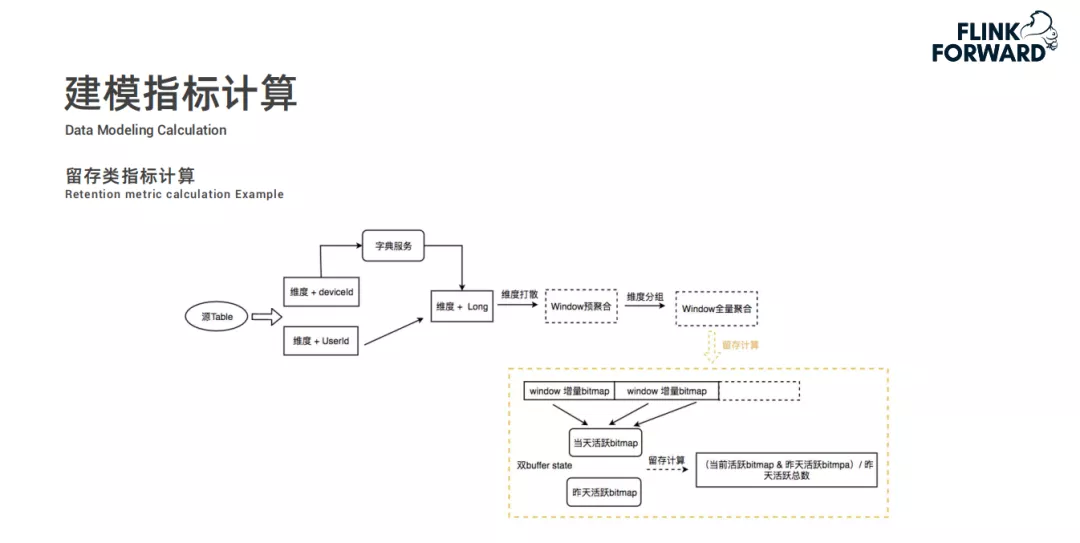 FLINK
FORWARD
建模指标计算
Data Modeling Calculation
留存类指标计算
Retention metric calculation Example
字典服务
维度 + deviceId
源Table
维度 + UserId
维度 + Long
维度打散
Window预聚合
维度分组
Window全量聚合
留存计算
window 增量bitmap
window 增量bitmap
当天活跃bitmap
双buffer state
留存计算
（当前活跃bitmap & 昨天活跃bitmpa）/ 昨
天活跃总数
昨天活跃bitmap